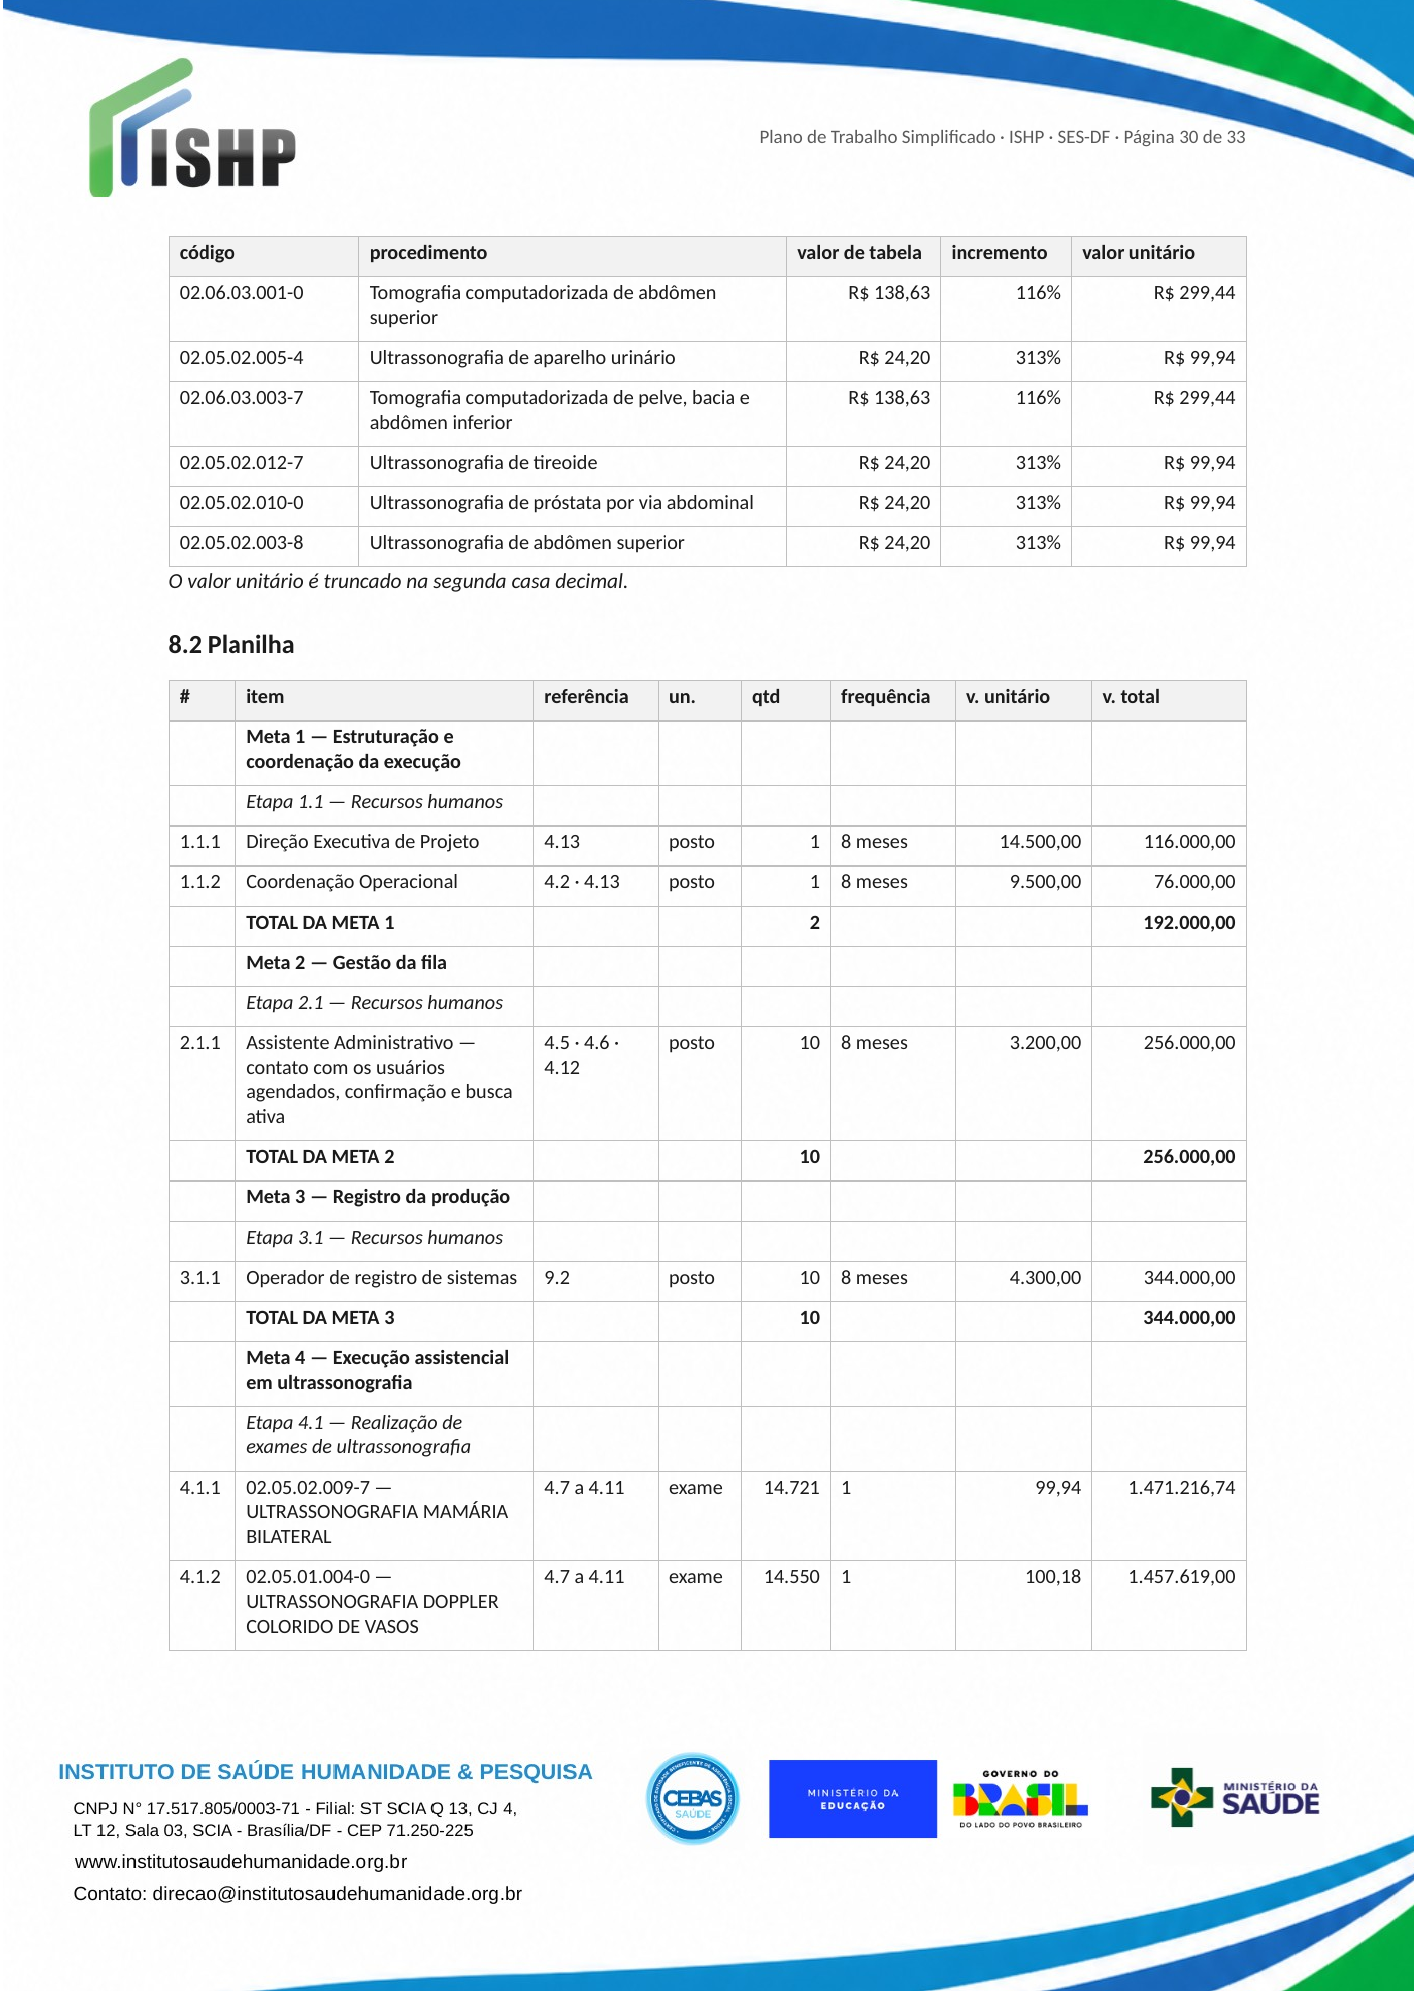 ISHP
Plano de Trabalho Simplificado · ISHP · SES-DF · Página 30 de 33
código procedimento valor de tabela incremento valor unitário
02.06.03.001-0 Tomografia computadorizada de abdômen R$ 138,63 116% R$ 299,44
superior
02.05.02.005-4 Ultrassonografia de aparelho urinário R$ 24,20 313% R$ 99,94
02.06.03.003-7 Tomografia computadorizada de pelve, bacia e R$ 138,63 116% R$ 299,44
abdômen inferior
02.05.02.012-7 Ultrassonografia de tireoide R$ 24,20 313% R$ 99,94
02.05.02.010-0 Ultrassonografia de próstata por via abdominal R$ 24,20 313% R$ 99,94
02.05.02.003-8 Ultrassonografia de abdômen superior R$ 24,20 313% R$ 99,94
O valor unitário é truncado na segunda casa decimal.
8.2 Planilha
# item referência un. qtd frequência v. unitário v. total
Meta 1 — Estruturação e
coordenação da execução
Etapa 1.1 — Recursos humanos
1.1.1 Direção Executiva de Projeto 4.13 posto 1 8 meses 14.500,00 116.000,00
1.1.2 Coordenação Operacional 4.2 · 4.13 posto 1 8 meses 9.500,00 76.000,00
TOTAL DA META 1 2 192.000,00
Meta 2 — Gestão da fila
Etapa 2.1 — Recursos humanos
2.1.1 Assistente Administrativo — 4.5 · 4.6 · posto 10 8 meses 3.200,00 256.000,00
contato com os usuários 4.12
agendados, confirmação e busca
ativa
TOTAL DA META 2 10 256.000,00
Meta 3 — Registro da produção
Etapa 3.1 — Recursos humanos
3.1.1 Operador de registro de sistemas 9.2 posto 10 8 meses 4.300,00 344.000,00
TOTAL DA META 3 10 344.000,00
Meta 4 — Execução assistencial
em ultrassonografia
Etapa 4.1 — Realização de
exames de ultrassonografia
4.1.1 02.05.02.009-7 — 4.7 a 4.11 exame 14.721 1 99,94 1.471.216,74
ULTRASSONOGRAFIA MAMÁRIA
BILATERAL
4.1.2 02.05.01.004-0 — 4.7 a 4.11 exame 14.550 1 100,18 1.457.619,00
ULTRASSONOGRAFIA DOPPLER
COLORIDO DE VASOS
INSTITUTO DE SAÚDE HUMANIDADE & PESQUISA
CNPJ N° 17.517.805/0003-71 - Filial: ST SCIA Q 13, CJ 4,
LT 12, Sala 03, SCIA - Brasília/DF - CEP 71.250-225
www.institutosaudehumanidade.org.br
Contato: direcao@institutosaudehumanidade.org.br
CEBAS
SAÚDE
MINISTÉRIO DA
EDUCAÇÃO
GOVERNO DO
BRASIL
DO LADO DO POVO BRASILEIRO
MINISTÉRIO DA
SAÚDE